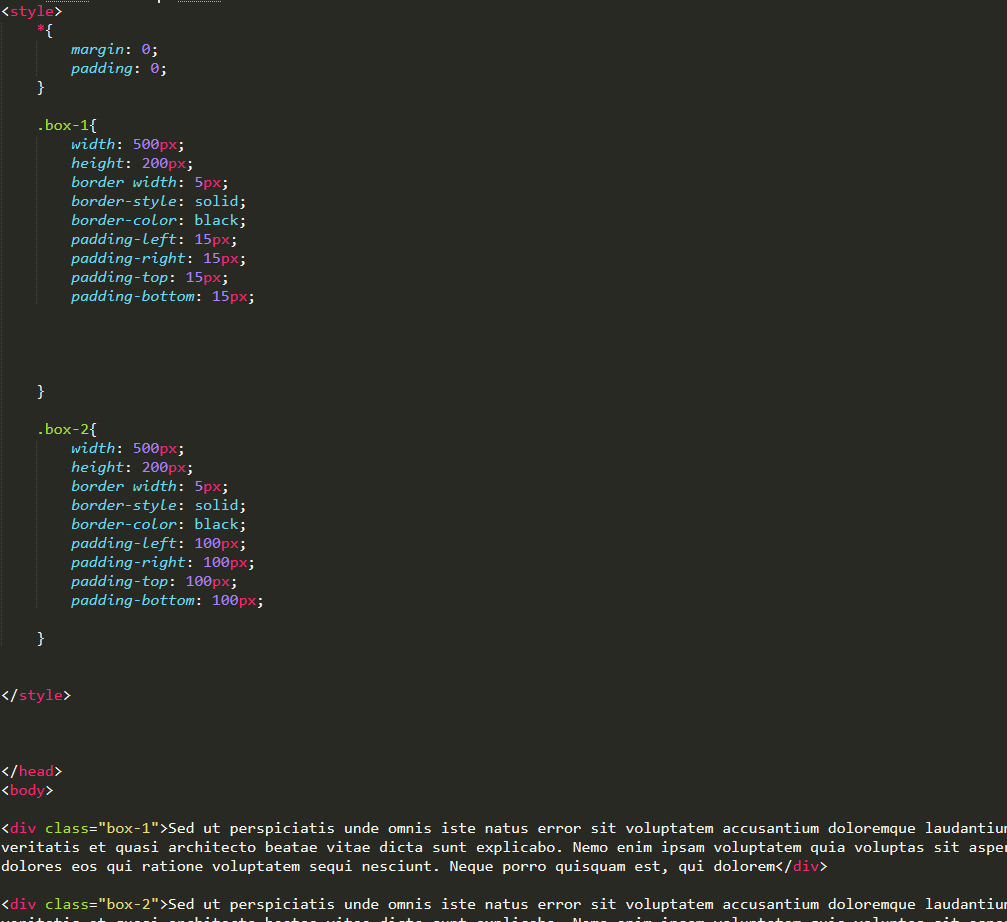 <style>
*{
margin: 0;
padding: 0;
}
.box-1{
width: 500px;
height: 200px;
border width: 5px;
border-style: solid;
border-color: black;
padding-left: 15px;
padding-right: 15px;
padding-top: 15px;
padding-bottom: 15px;
}
.box-2{
width: 500px;
height: 200px;
border width: 5px;
border-style: solid;
border-color: black;
padding-left: 100px;
padding-right: 100px;
padding-top: 100px;
padding-bottom: 100px;
}
</style>
</head>
<body>
<div class="box-1">Sed ut perspiciatis unde omnis iste natus error sit voluptatem accusantium doloremque laudantium
veritatis et quasi architecto beatae vitae dicta sunt explicabo. Nemo enim ipsam voluptatem quia voluptas sit asper
dolores eos qui ratione voluptatem sequi nesciunt. Neque porro quisquam est, qui dolorem</div>
<div class="box-2">Sed ut perspiciatis unde omnis iste natus error sit voluptatem accusantium doloremque laudantium